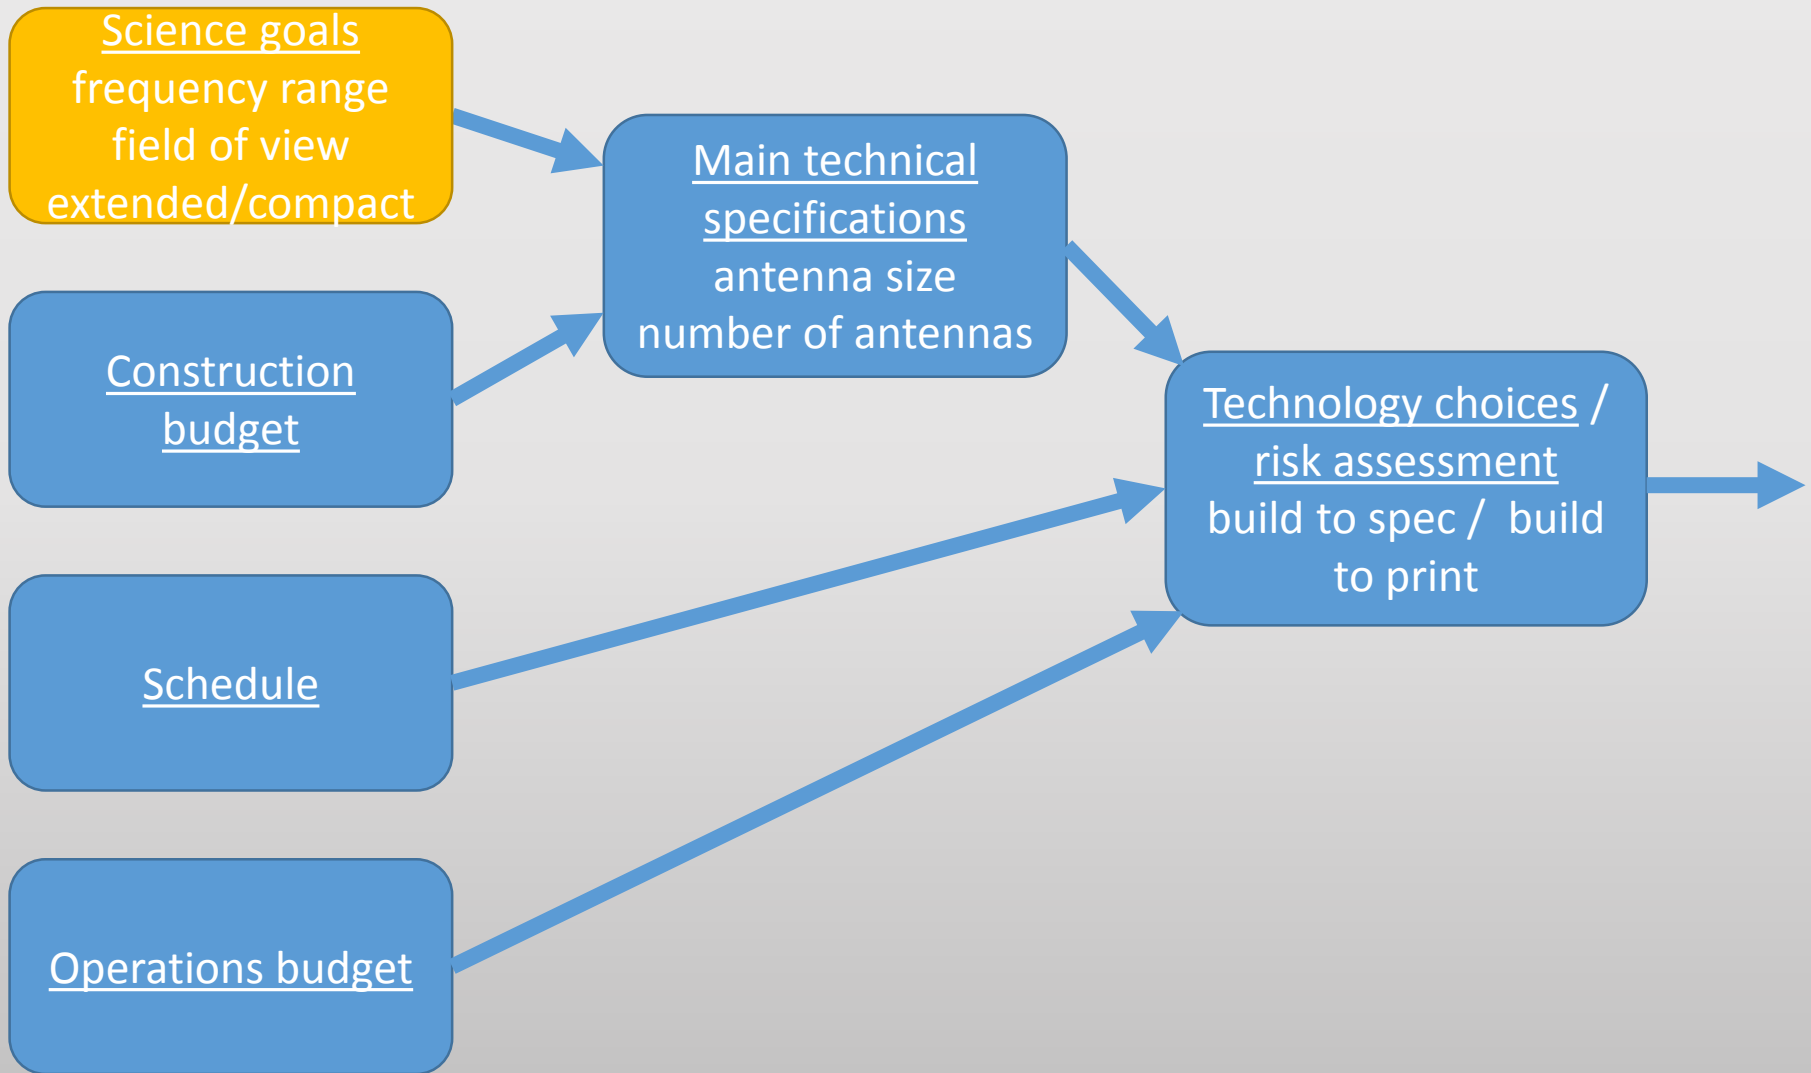 Science goals
frequency range
field of view
extended/compact
Construction
budget
Schedule
Operations budget
Main technical
specifications
antenna size
number of antennas
Technology choices /
risk assessment
build to spec /  build
to print